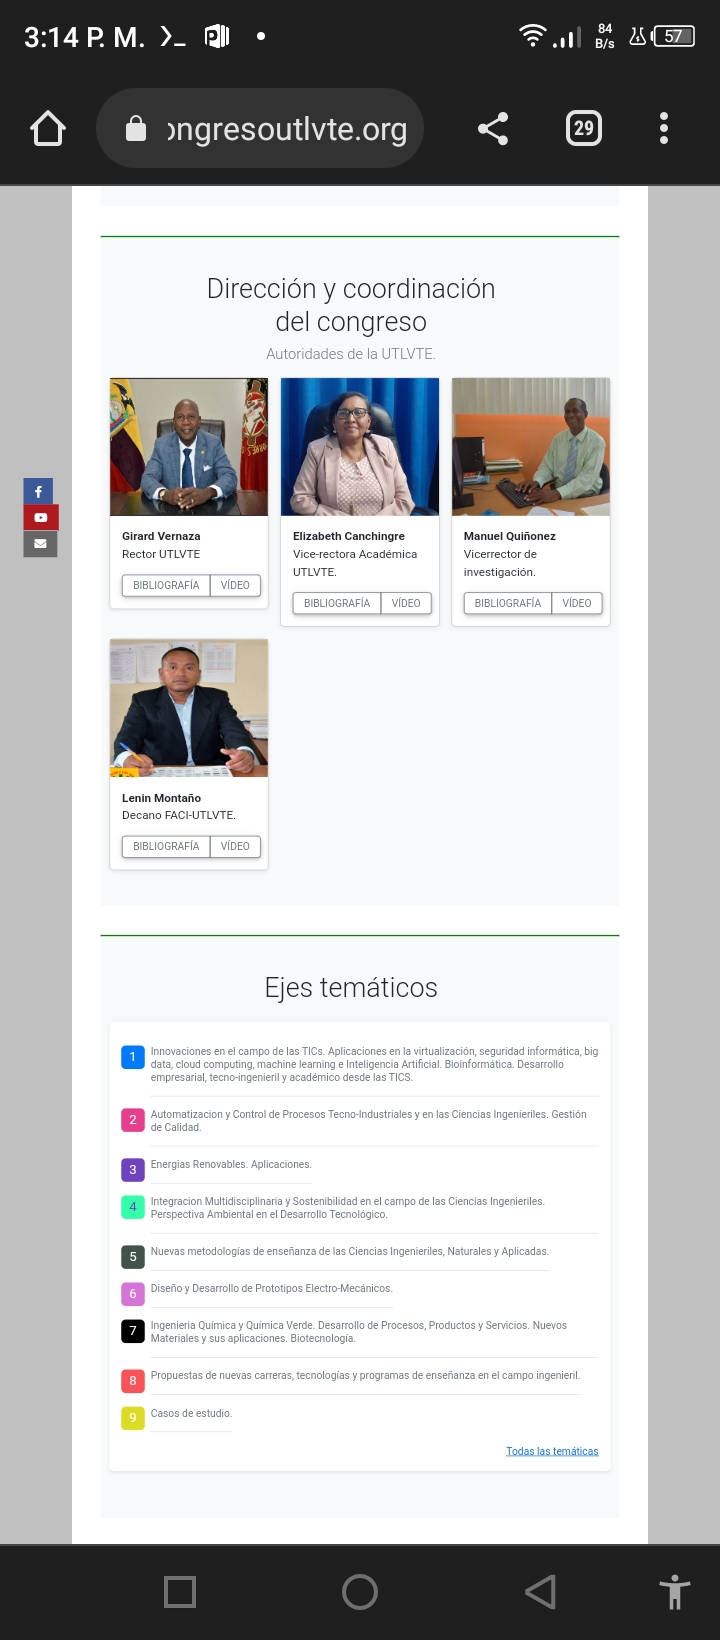 3:14 P. M.
84
B/s
57
ongresoutlvte.org
29
Dirección y coordinación
del congreso
Autoridades de la UTLVTE.
Girard Vernaza
Rector UTLVTE
BIBLIOGRAFÍA VÍDEO
Elizabeth Canchingre
Vice-rectora Académica
UTLVTE.
BIBLIOGRAFÍA VÍDEO
Manuel Quiñonez
Vicerrector de
investigación.
BIBLIOGRAFÍA VÍDEO
Lenin Montaño
Decano FACI-UTLVTE.
BIBLIOGRAFÍA VÍDEO
Ejes temáticos
1 Innovaciones en el campo de las TICs. Aplicaciones en la virtualización, seguridad informática, big
data, cloud computing, machine learning e Inteligencia Artificial. Bioinformática. Desarrollo
empresarial, tecno-ingenieril y académico desde las TICS.
2 Automatizacion y Control de Procesos Tecno-Industriales y en las Ciencias Ingenieriles. Gestión
de Calidad.
3 Energias Renovables. Aplicaciones.
4 Integracion Multidisciplinaria y Sostenibilidad en el campo de las Ciencias Ingenieriles.
Perspectiva Ambiental en el Desarrollo Tecnológico.
5 Nuevas metodologías de enseñanza de las Ciencias Ingenieriles, Naturales y Aplicadas.
6 Diseño y Desarrollo de Prototipos Electro-Mecánicos.
7 Ingenieria Química y Química Verde. Desarrollo de Procesos, Productos y Servicios. Nuevos
Materiales y sus aplicaciones. Biotecnología.
8 Propuestas de nuevas carreras, tecnologías y programas de enseñanza en el campo ingenieril.
9 Casos de estudio.
Todas las temáticas